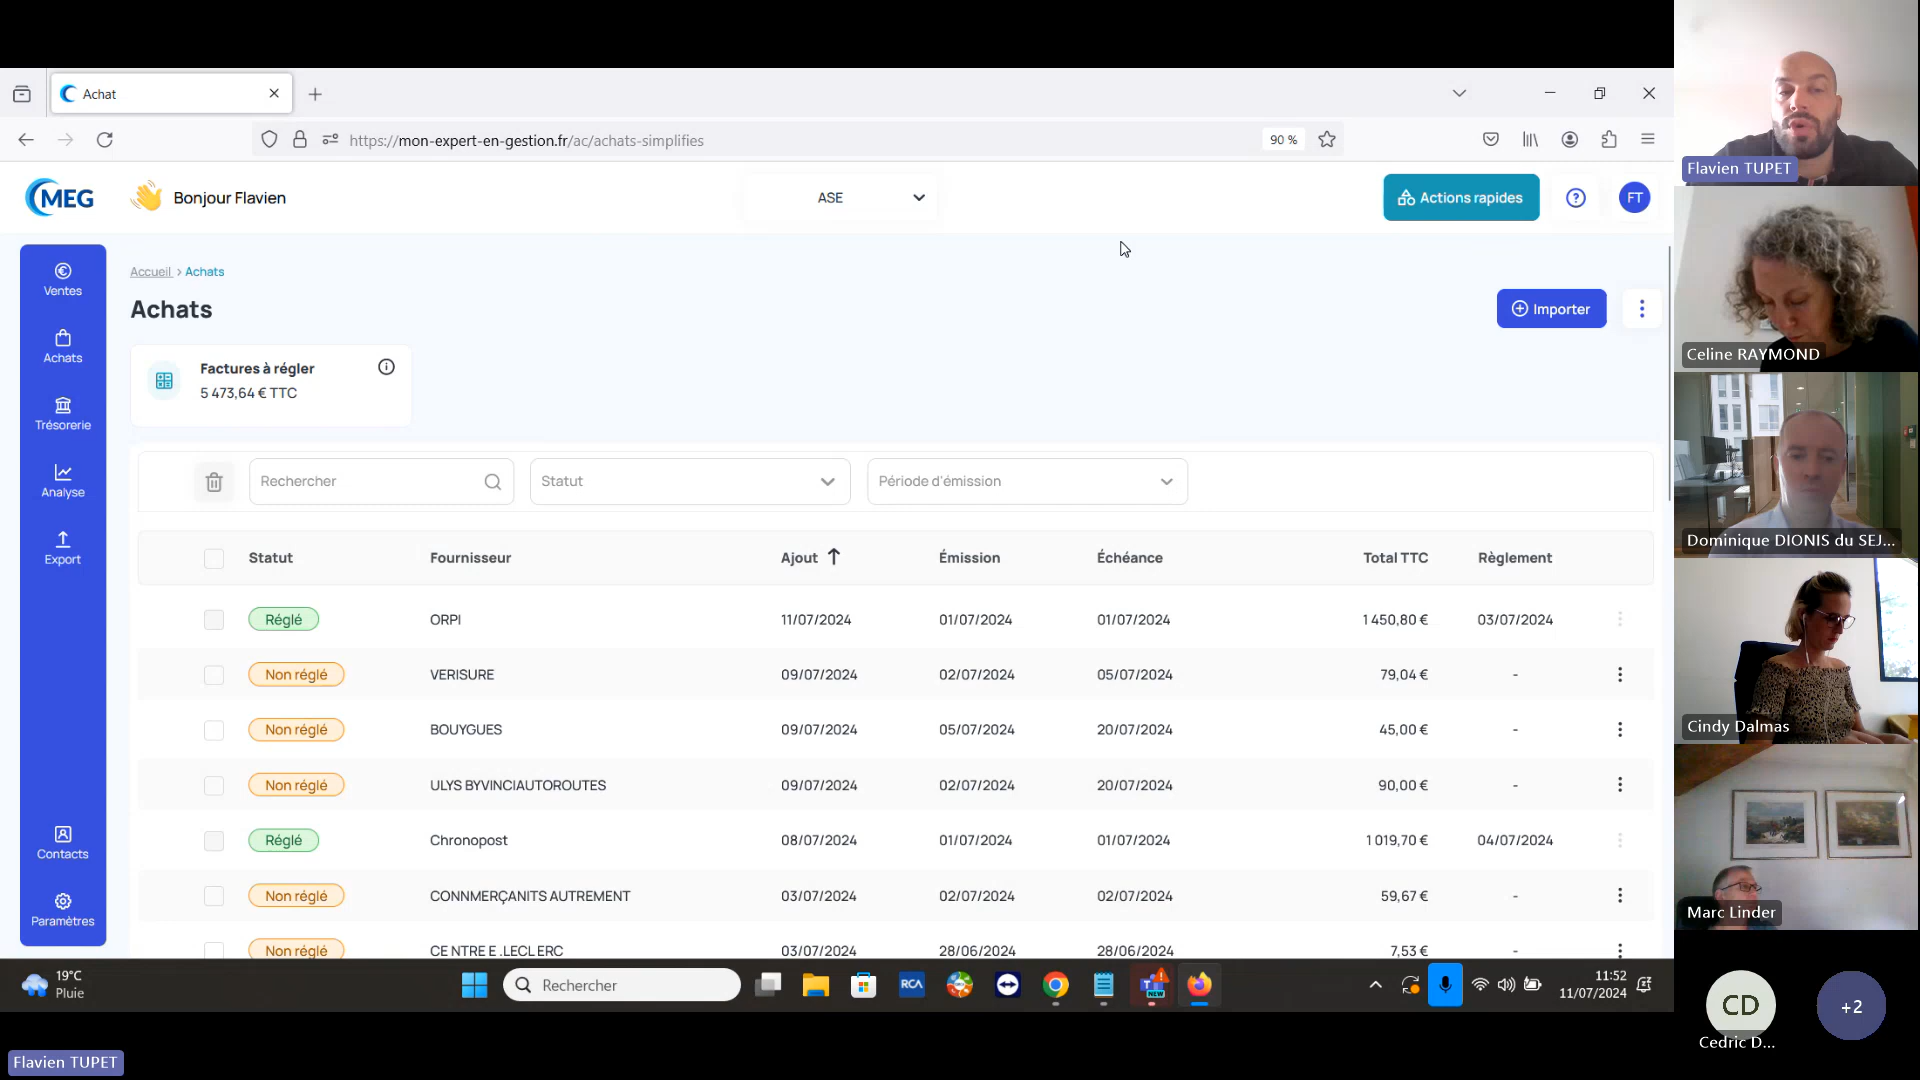 Achat
https://mon-expert-en-gestion.fr/ac/achats-simplifies
90 %
MEG
Bonjour Flavien
ASE
Actions rapides
FT
Ventes
Achats
Trésorerie
Analyse
Export
Contacts
Paramètres
Accueil > Achats
Achats
Importer
Factures à régler
5 473,64 € TTC
Rechercher
Statut
Période d'émission
Statut Fournisseur Ajout Émission Échéance Total TTC Règlement
Réglé ORPI 11/07/2024 01/07/2024 01/07/2024 1 450,80 € 03/07/2024
Non réglé VERISURE 09/07/2024 02/07/2024 05/07/2024 79,04 € -
Non réglé BOUYGUES 09/07/2024 05/07/2024 20/07/2024 45,00 € -
Non réglé ULYS BYVINCIAUTOROUTES 09/07/2024 02/07/2024 20/07/2024 90,00 € -
Réglé Chronopost 08/07/2024 01/07/2024 01/07/2024 1 019,70 € 04/07/2024
Non réglé CONNMERÇANITS AUTREMENT 03/07/2024 02/07/2024 02/07/2024 59,67 € -
Non réglé CE NTRE E .LECL ERC 03/07/2024 28/06/2024 28/06/2024 7,53 € -
19°C
Pluie
Rechercher
RCA
NEW
11:52
11/07/2024
Flavien TUPET
Flavien TUPET
Celine RAYMOND
Dominique DIONIS du SEJ...
Cindy Dalmas
Marc Linder
CD
Cedric D...
+2